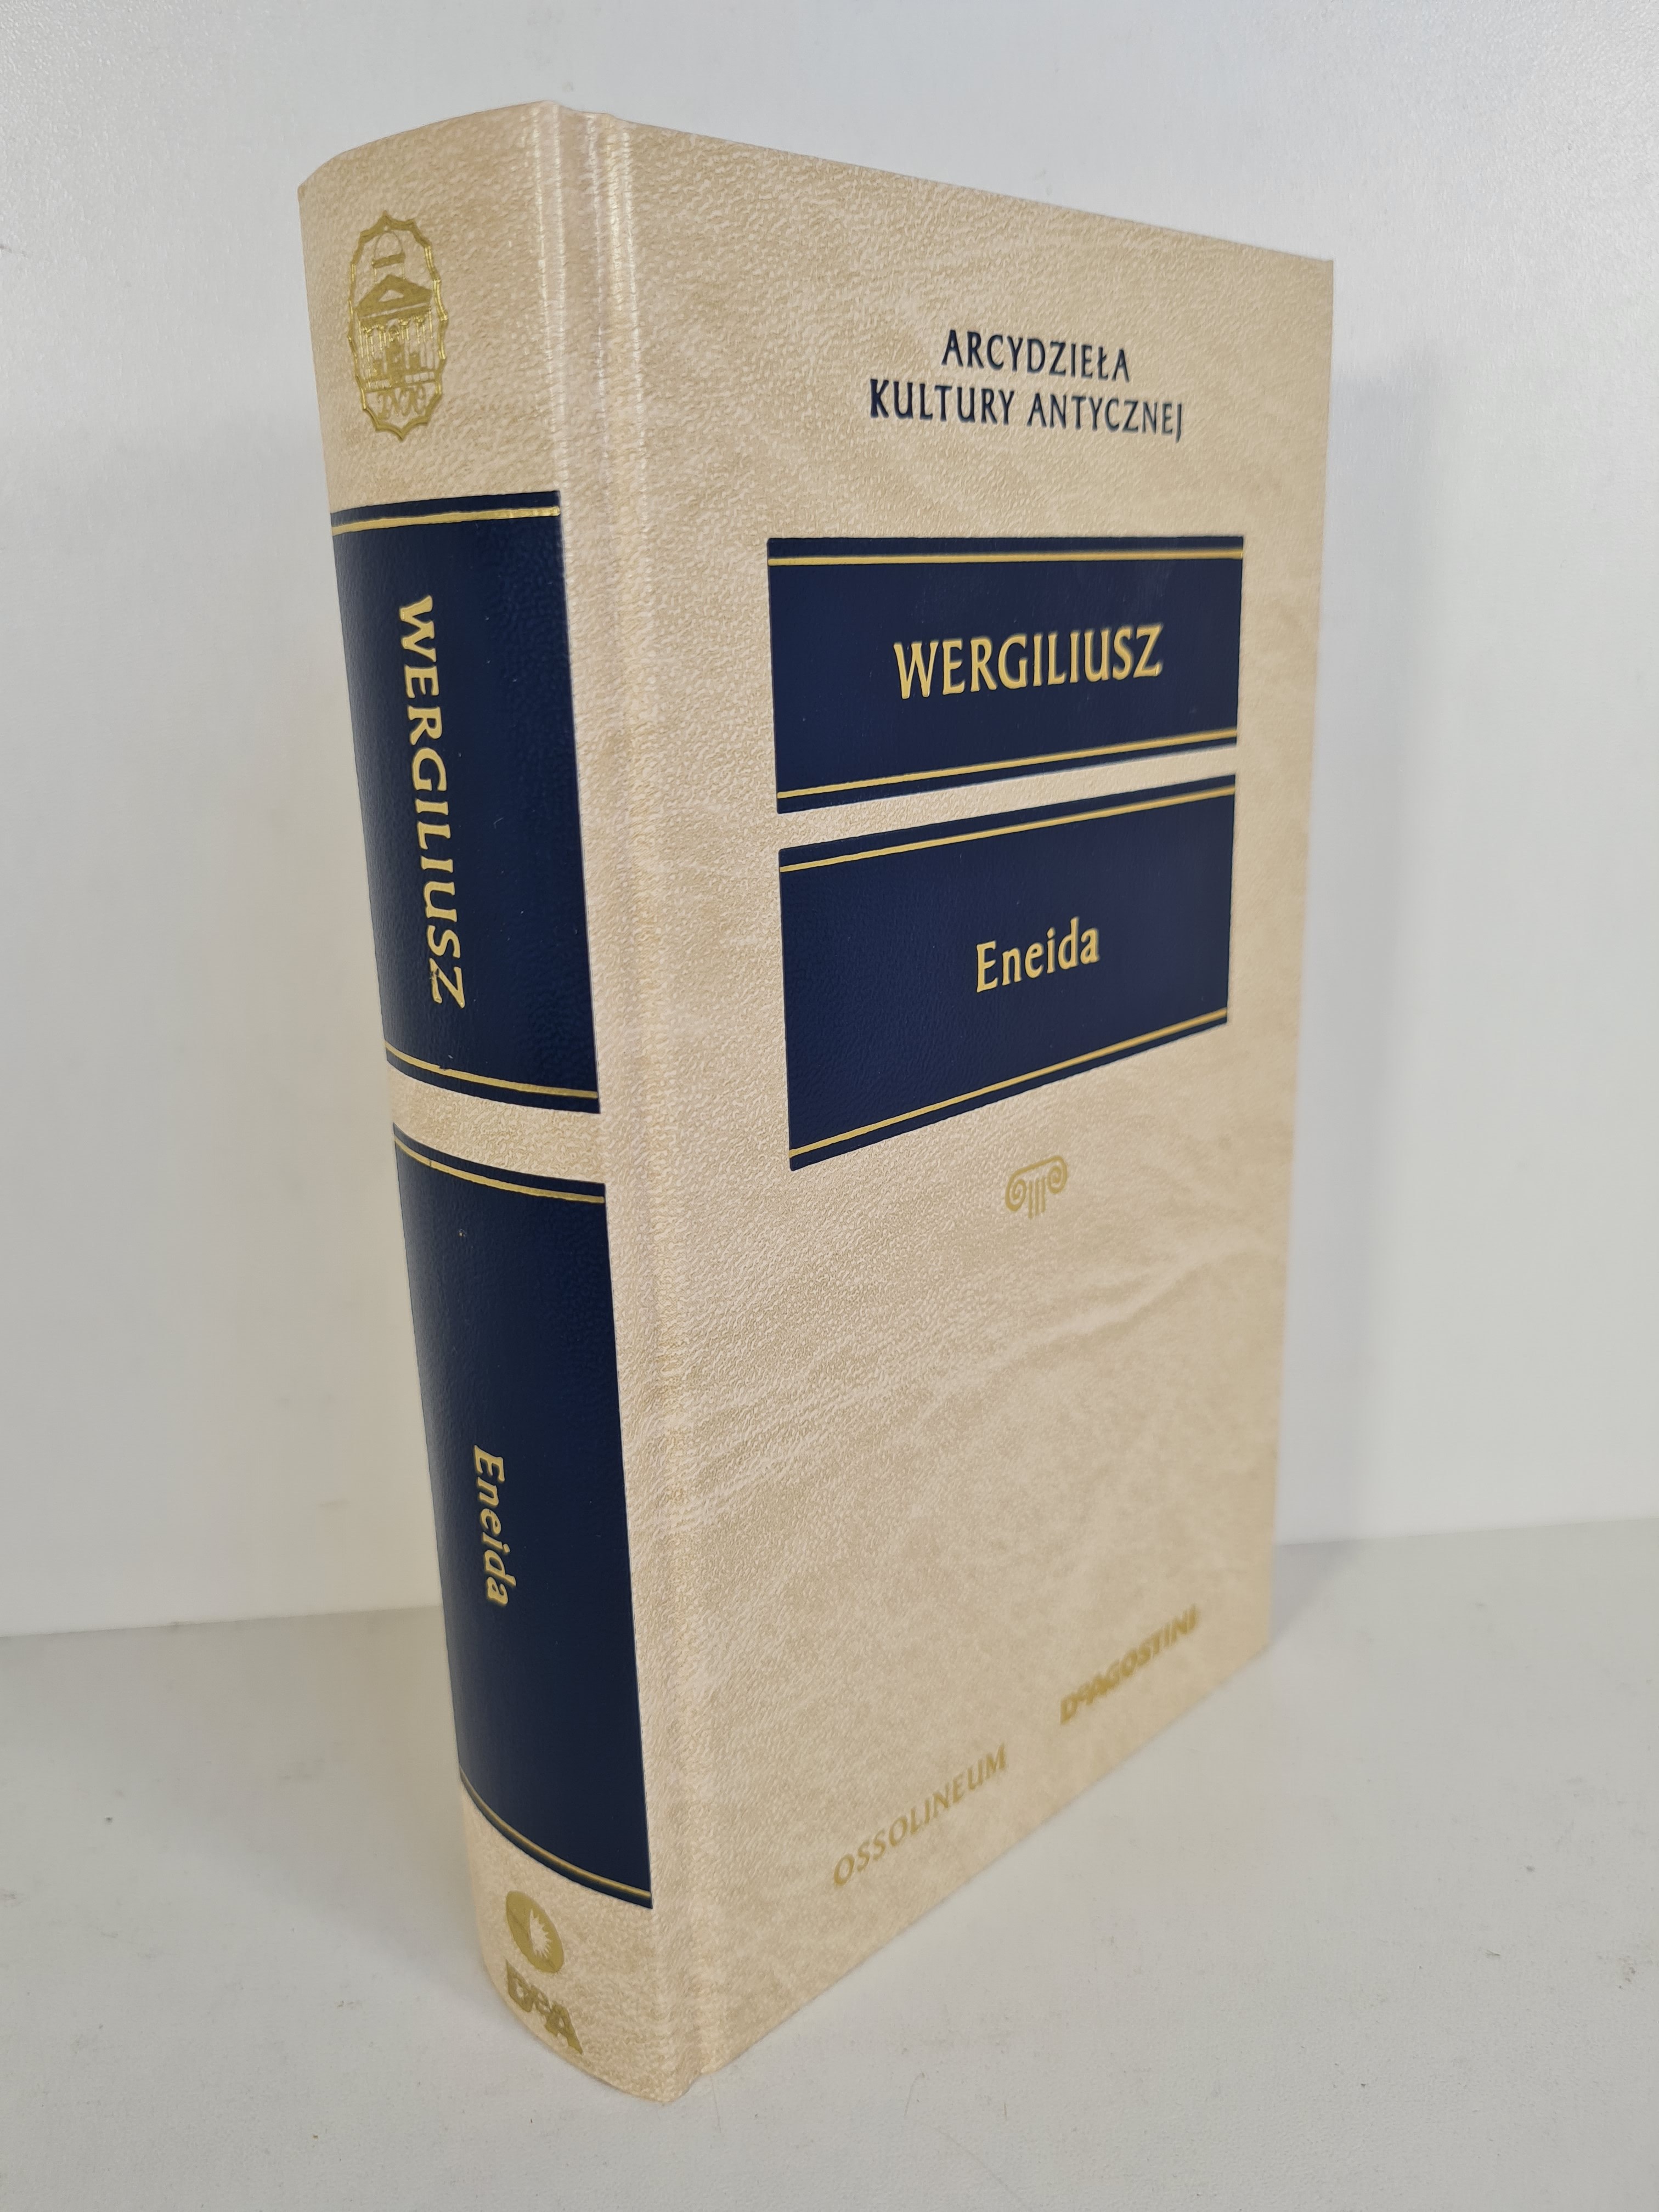 ARCYDZIEŁA
KULTURY ANTYCZNEJ
WERGILIUSZ
Eneida
OSSOLINEUM
DEAGOSTINI
WERGILIUSZ
Eneida
DEA